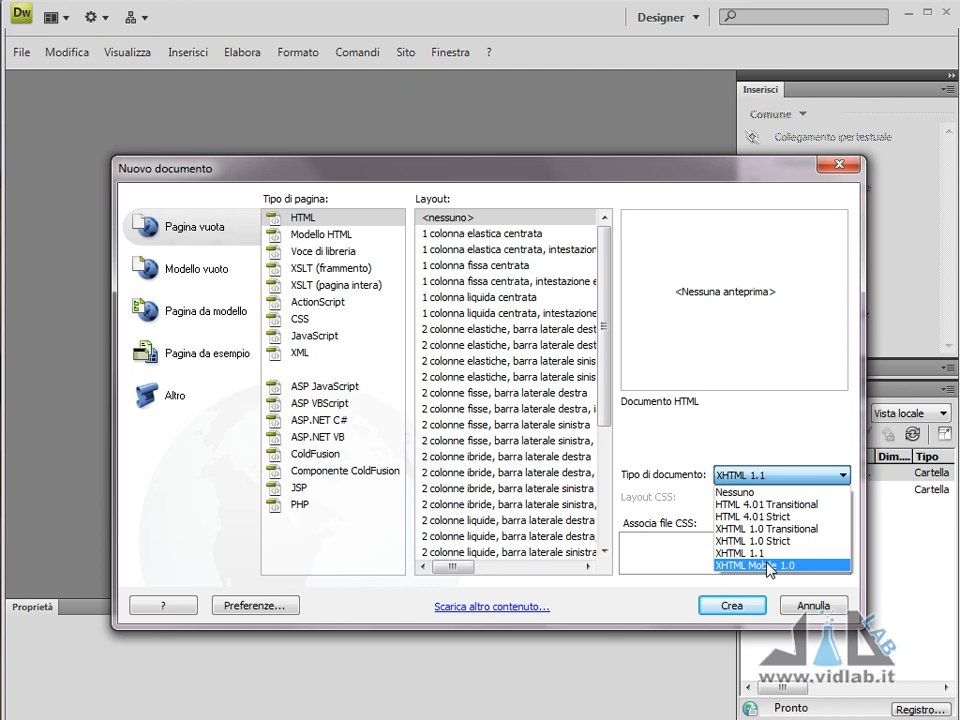 Dw
Designer
File Modifica Visualizza Inserisci Elabora Formato Comandi Sito Finestra ?
Inserisci
Comune
Collegamento ipertestuale
Nuovo documento
Pagina vuota
Modello vuoto
Pagina da modello
Pagina da esempio
Altro
Tipo di pagina:
HTML
Modello HTML
Voce di libreria
XSLT (frammento)
XSLT (pagina intera)
ActionScript
CSS
JavaScript
XML
ASP JavaScript
ASP VBScript
ASP.NET C#
ASP.NET VB
ColdFusion
Componente ColdFusion
JSP
PHP
Layout:
<nessuno>
1 colonna elastica centrata
1 colonna elastica centrata, intestazion
1 colonna fissa centrata
1 colonna fissa centrata, intestazione e
1 colonna liquida centrata
1 colonna liquida centrata, intestazione
2 colonne elastiche, barra laterale dest
2 colonne elastiche, barra laterale dest
2 colonne elastiche, barra laterale sinis
2 colonne elastiche, barra laterale sinis
2 colonne fisse, barra laterale destra
2 colonne fisse, barra laterale destra, i
2 colonne fisse, barra laterale sinistra
2 colonne fisse, barra laterale sinistra,
2 colonne ibride, barra laterale destra
2 colonne ibride, barra laterale destra,
2 colonne ibride, barra laterale sinistra
2 colonne ibride, barra laterale sinistra,
2 colonne liquide, barra laterale destra
2 colonne liquide, barra laterale destra,
2 colonne liquide, barra laterale sinistra
<Nessuna anteprima>
Documento HTML
Tipo di documento: XHTML 1.1
Layout CSS:
Associa file CSS:
Nessuno
HTML 4.01 Transitional
HTML 4.01 Strict
XHTML 1.0 Transitional
XHTML 1.0 Strict
XHTML 1.1
XHTML Mobile 1.0
? Preferenze... Scarica altro contenuto... Crea Annulla
Vista locale
Dim.... Tipo
Cartella
Cartella
Proprietà
LAB
www.vidlab.it
Pronto Registro...